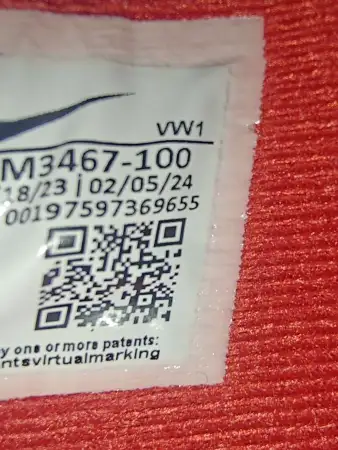 VW1
M3467-100
18/23 | 02/05/24
00197597369655
y one or more patents:
ntsvirtualmarking